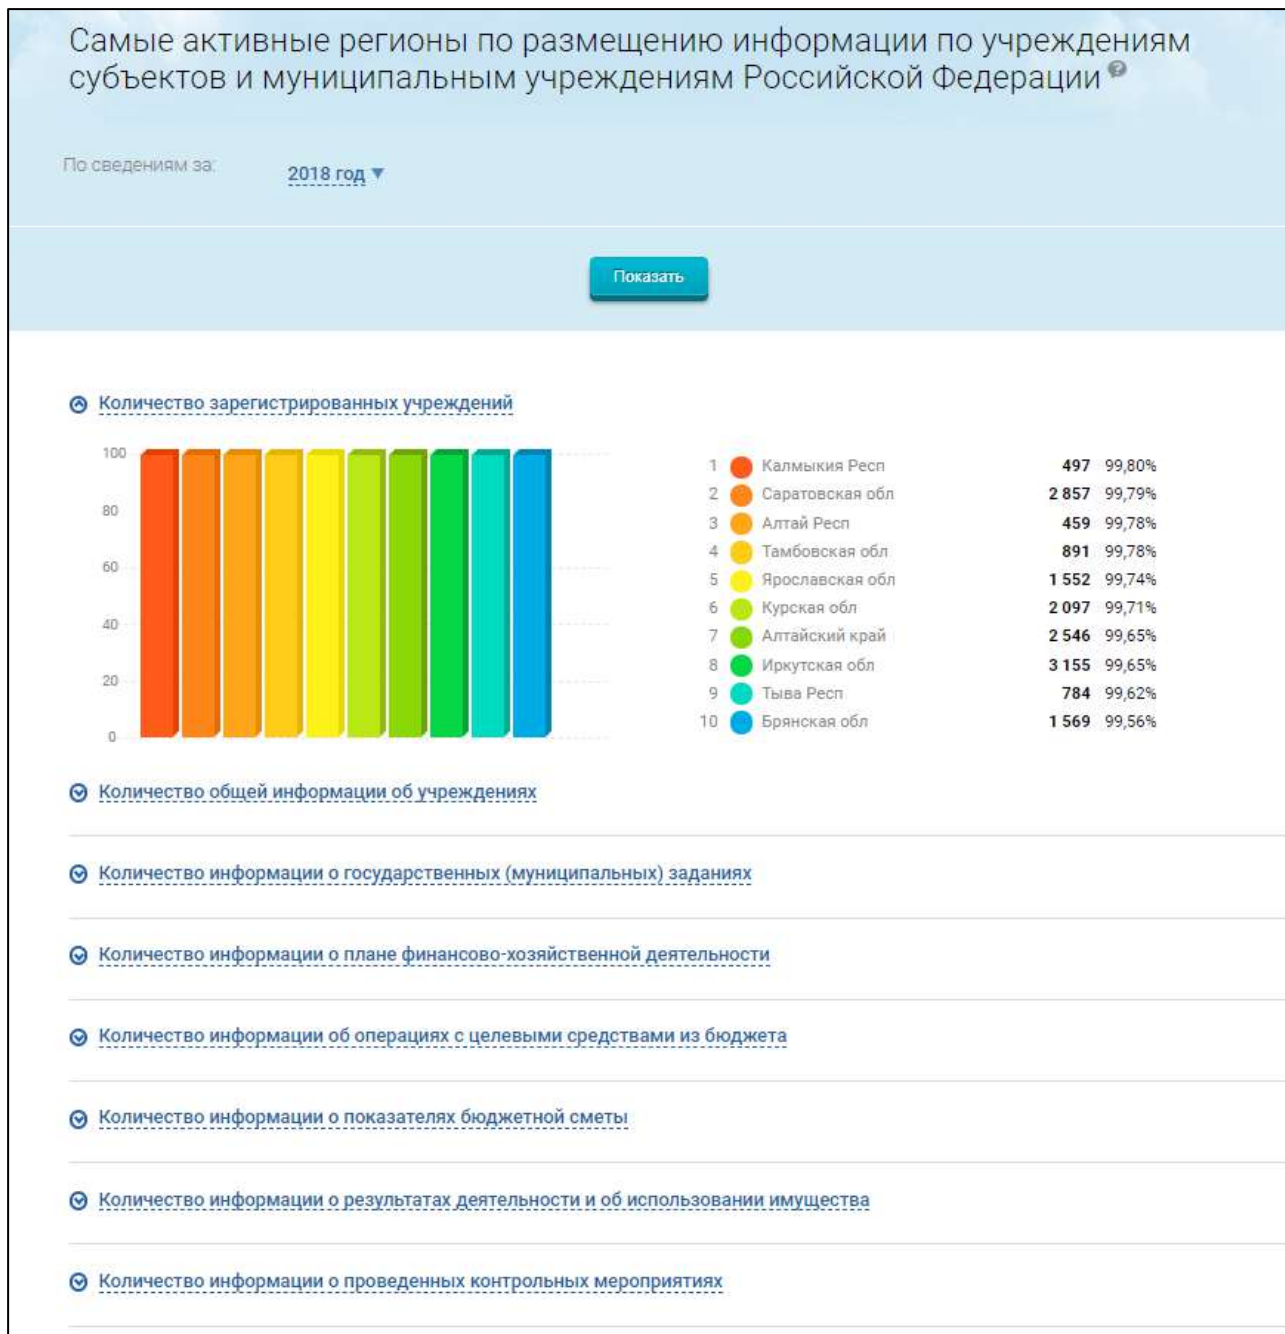 Самые активные регионы по размещению информации по учреждениям
субъектов и муниципальным учреждениям Российской Федерации ?
По сведениям за: 2018 год ▼
Показать
Количество зарегистрированных учреждений
100
80
60
40
20
0
1 Калмыкия Респ 497 99,80%
2 Саратовская обл 2 857 99,79%
3 Алтай Респ 459 99,78%
4 Тамбовская обл 891 99,78%
5 Ярославская обл 1 552 99,74%
6 Курская обл 2 097 99,71%
7 Алтайский край 2 546 99,65%
8 Иркутская обл 3 155 99,65%
9 Тыва Респ 784 99,62%
10 Брянская обл 1 569 99,56%
Количество общей информации об учреждениях
Количество информации о государственных (муниципальных) заданиях
Количество информации о плане финансово-хозяйственной деятельности
Количество информации об операциях с целевыми средствами из бюджета
Количество информации о показателях бюджетной сметы
Количество информации о результатах деятельности и об использовании имущества
Количество информации о проведенных контрольных мероприятиях